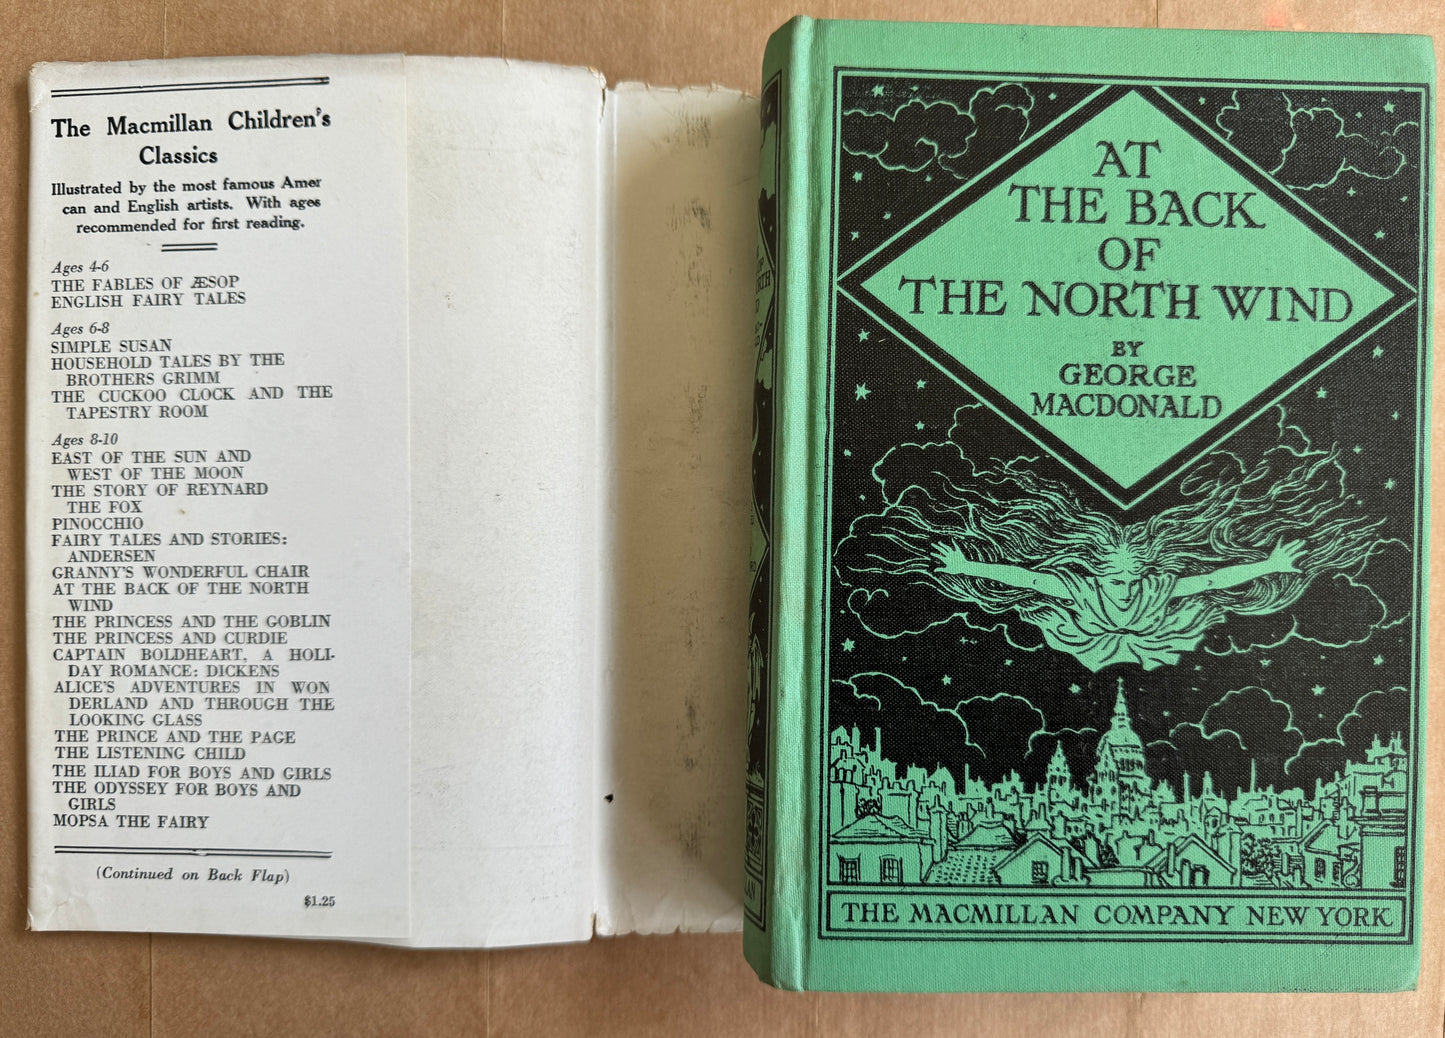 The Macmillan Children's
Classics
Illustrated by the most famous Amer
can and English artists. With ages
recommended for first reading.
Ages 4-6
THE FABLES OF ÆSOP
ENGLISH FAIRY TALES
Ages 6-8
SIMPLE SUSAN
HOUSEHOLD TALES BY THE
BROTHERS GRIMM
THE CUCKOO CLOCK AND THE
TAPESTRY ROOM
Ages 8-10
EAST OF THE SUN AND
WEST OF THE MOON
THE STORY OF REYNARD
THE FOX
PINOCCHIO
FAIRY TALES AND STORIES:
ANDERSEN
GRANNY'S WONDERFUL CHAIR
AT THE BACK OF THE NORTH
WIND
THE PRINCESS AND THE GOBLIN
THE PRINCESS AND CURDIE
CAPTAIN BOLDHEART, A HOLI-
DAY ROMANCE: DICKENS
ALICE'S ADVENTURES IN WON
DERLAND AND THROUGH THE
LOOKING GLASS
THE PRINCE AND THE PAGE
THE LISTENING CHILD
THE ILIAD FOR BOYS AND GIRLS
THE ODYSSEY FOR BOYS AND
GIRLS
MOPSA THE FAIRY
(Continued on Back Flap)
$1.25
AT
THE BACK
OF
THE NORTH WIND
BY
GEORGE
MACDONALD
THE MACMILLAN COMPANY NEW YORK